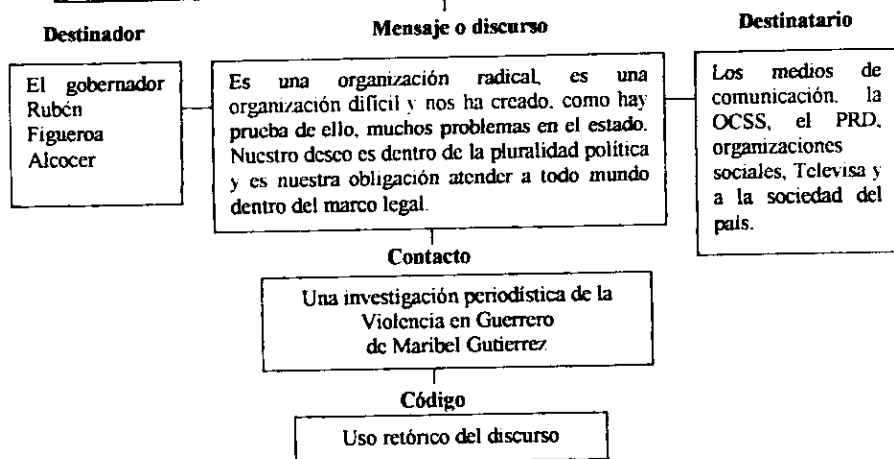 Destinador
El gobernador
Rubén
Figueroa
Alcocer
Mensaje o discurso
Es una organización radical, es una
organización difícil y nos ha creado. como hay
prueba de ello, muchos problemas en el estado.
Nuestro deseo es dentro de la pluralidad política
y es nuestra obligación atender a todo mundo
dentro del marco legal.
Destinatario
Los medios de
comunicación. la
OCSS, el PRD,
organizaciones
sociales, Televisa y
a la sociedad del
país.
Contacto
Una investigación periodística de la
Violencia en Guerrero
de Maribel Gutierrez
Código
Uso retórico del discurso